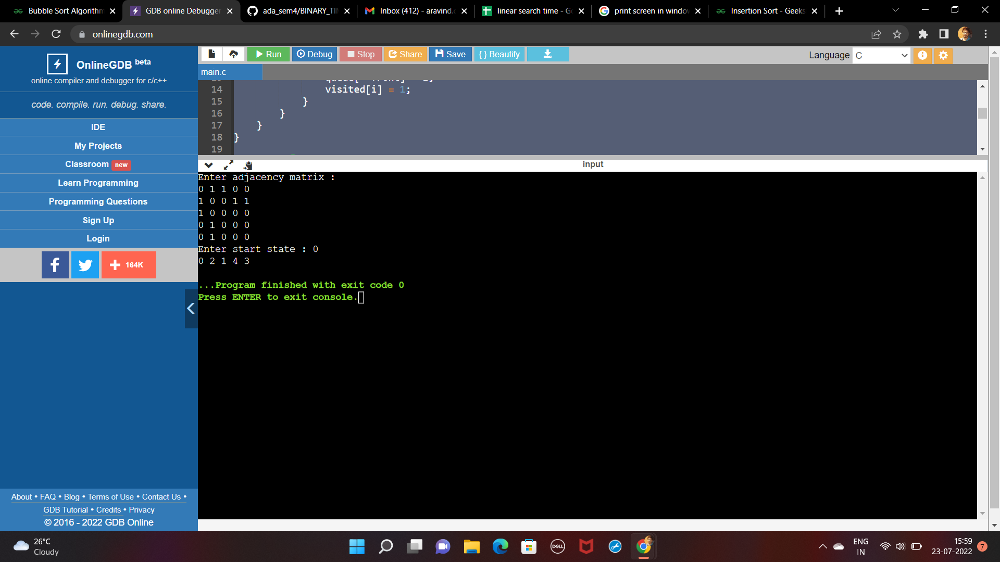 Bubble Sort Algorithm
GDB online Debugger
ada_sem4/BINARY_TI
Inbox (412) - aravind.
linear search time - G
print screen in windo
Insertion Sort - Geeks
onlinegdb.com
OnlineGDB beta
online compiler and debugger for c/c++
code. compile. run. debug. share.
IDE
My Projects
Classroom new
Learn Programming
Programming Questions
Sign Up
Login
f
+ 164K
About • FAQ • Blog • Terms of Use • Contact Us •
GDB Tutorial • Credits • Privacy
© 2016 - 2022 GDB Online
Run Debug Stop Share Save { } Beautify
Language C
main.c
14 visited[i] = 1;
15 }
16 }
17 }
18 }
19
input
Enter adjacency matrix :
0 1 1 0 0
1 0 0 1 1
1 0 0 0 0
0 1 0 0 0
0 1 0 0 0
Enter start state : 0
0 2 1 4 3
...Program finished with exit code 0
Press ENTER to exit console.
26°C
Cloudy
DELL
ENG
IN
15:59
23-07-2022
7